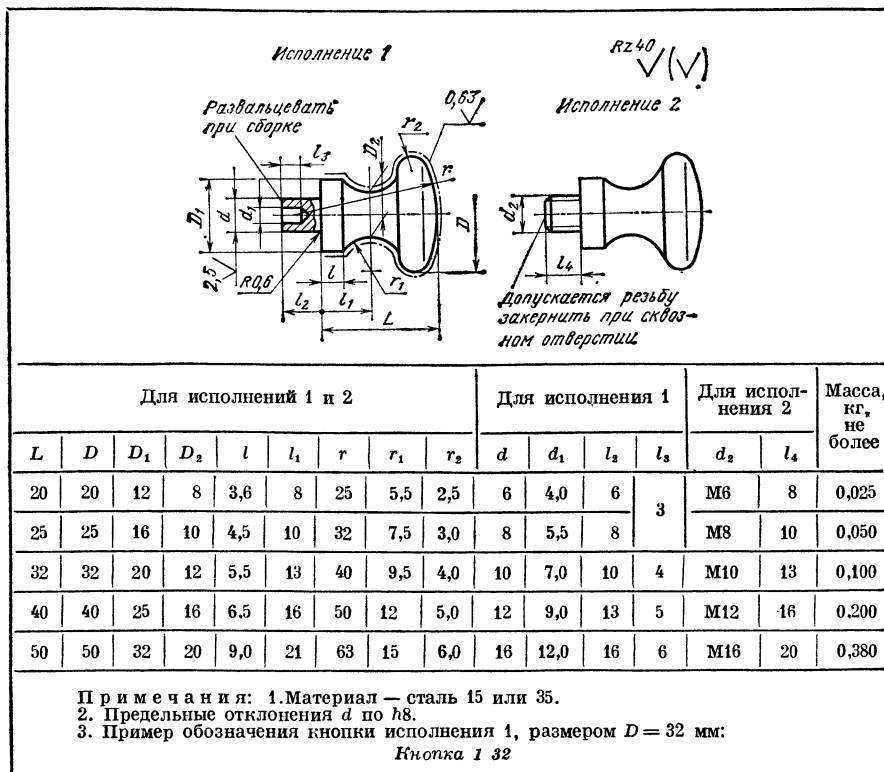 Исполнение 1
Rz40 √(√)
Развальцевать
при сборке
0,63
Исполнение 2
l₃
D₂
r₂
r
D₁
d
d₁
D
d₂
2,5
R0,6
l
r₁
l₂
l₁
L
l₄
Допускается резьбу
закернить при сквоз-
ном отверстии
Для исполнений 1 и 2 | Для исполнения 1 | Для испол-нения 2 | Масса, кг, не более
L | D | D₁ | D₂ | l | l₁ | r | r₁ | r₂ | d | d₁ | l₂ | l₃ | d₂ | l₄
20 | 20 | 12 | 8 | 3,6 | 8 | 25 | 5,5 | 2,5 | 6 | 4,0 | 6 | 3 | М6 | 8 | 0,025
25 | 25 | 16 | 10 | 4,5 | 10 | 32 | 7,5 | 3,0 | 8 | 5,5 | 8 | М8 | 10 | 0,050
32 | 32 | 20 | 12 | 5,5 | 13 | 40 | 9,5 | 4,0 | 10 | 7,0 | 10 | 4 | М10 | 13 | 0,100
40 | 40 | 25 | 16 | 6,5 | 16 | 50 | 12 | 5,0 | 12 | 9,0 | 13 | 5 | М12 | 16 | 0,200
50 | 50 | 32 | 20 | 9,0 | 21 | 63 | 15 | 6,0 | 16 | 12,0 | 16 | 6 | М16 | 20 | 0,380
Примечания: 1. Материал — сталь 15 или 35.
2. Предельные отклонения d по h8.
3. Пример обозначения кнопки исполнения 1, размером D = 32 мм:
Кнопка 1 32